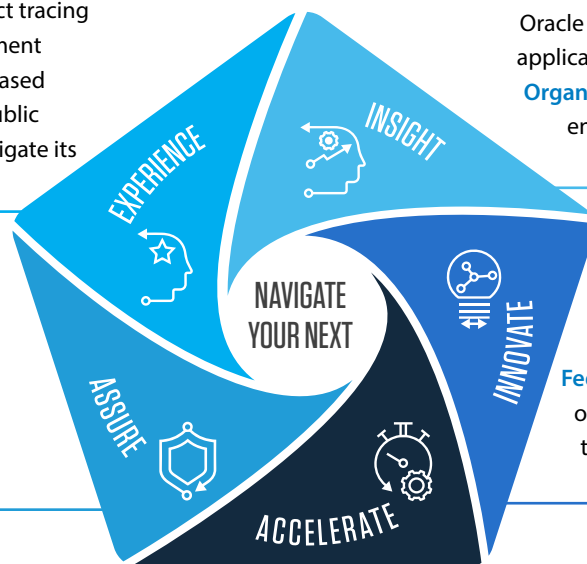 ct tracing
ment
ased
ublic
igate its
Oracle
applica
Organ
en
EXPERIENCE
INSIGHT
NAVIGATE
YOUR NEXT
INNOVATE
ASSURE
ACCELERATE
Fed
o
t